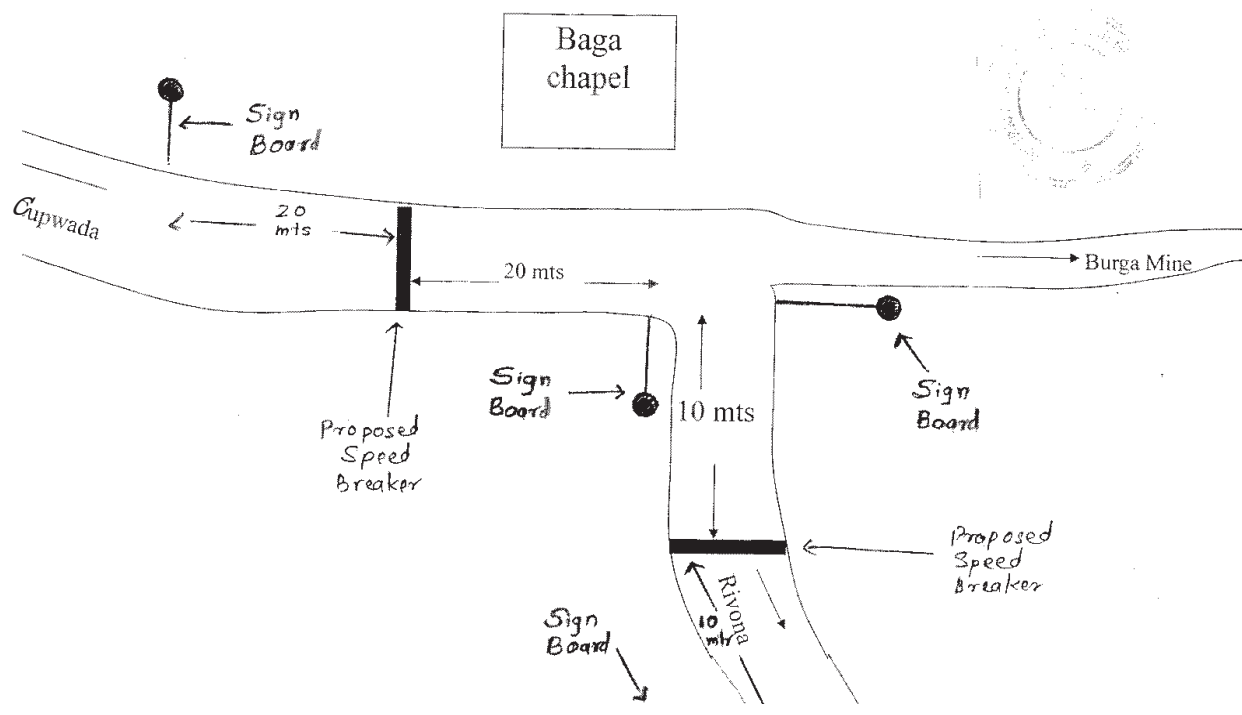 Baga
chapel
Sign
Board
Cupwada
20
mts
20 mts
Burga Mine
Sign
Board
10 mts
Sign
Board
Proposed
Speed
Breaker
Proposed
Speed
Breaker
Rivona
10
mtr
Sign
Board